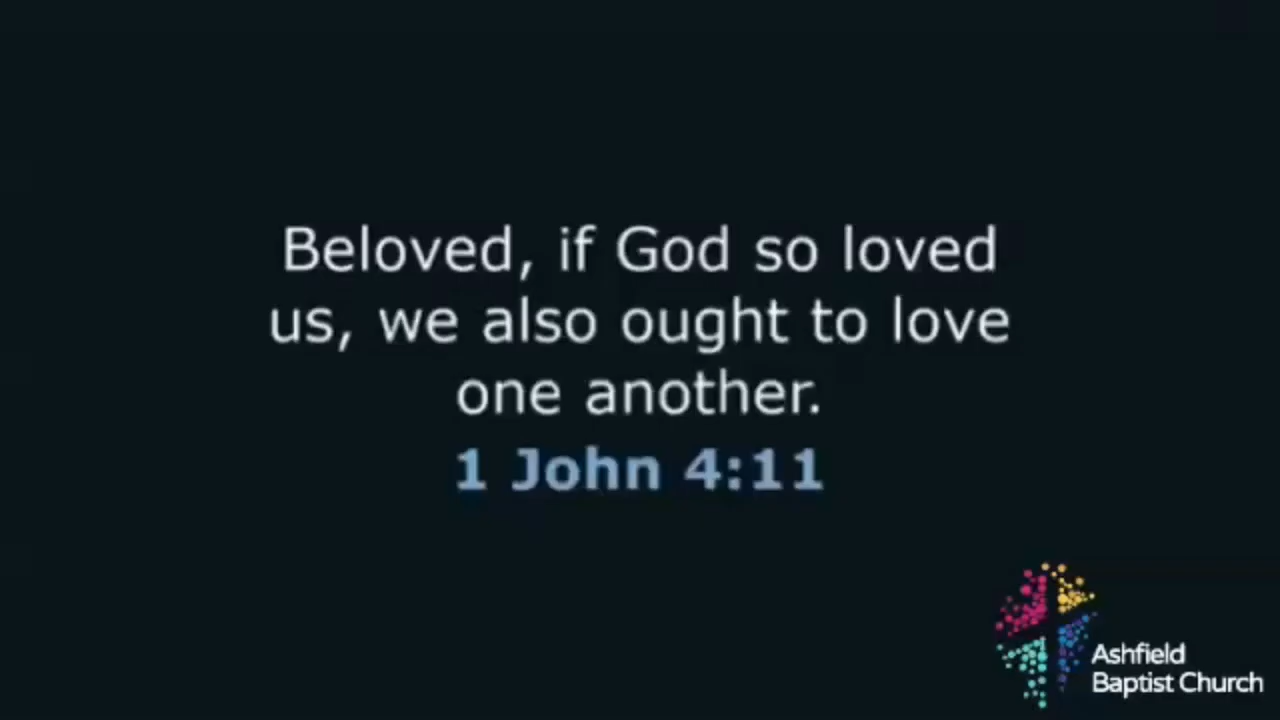 Beloved, if God so loved
us, we also ought to love
one another.
1 John 4:11
Ashfield
Baptist Church